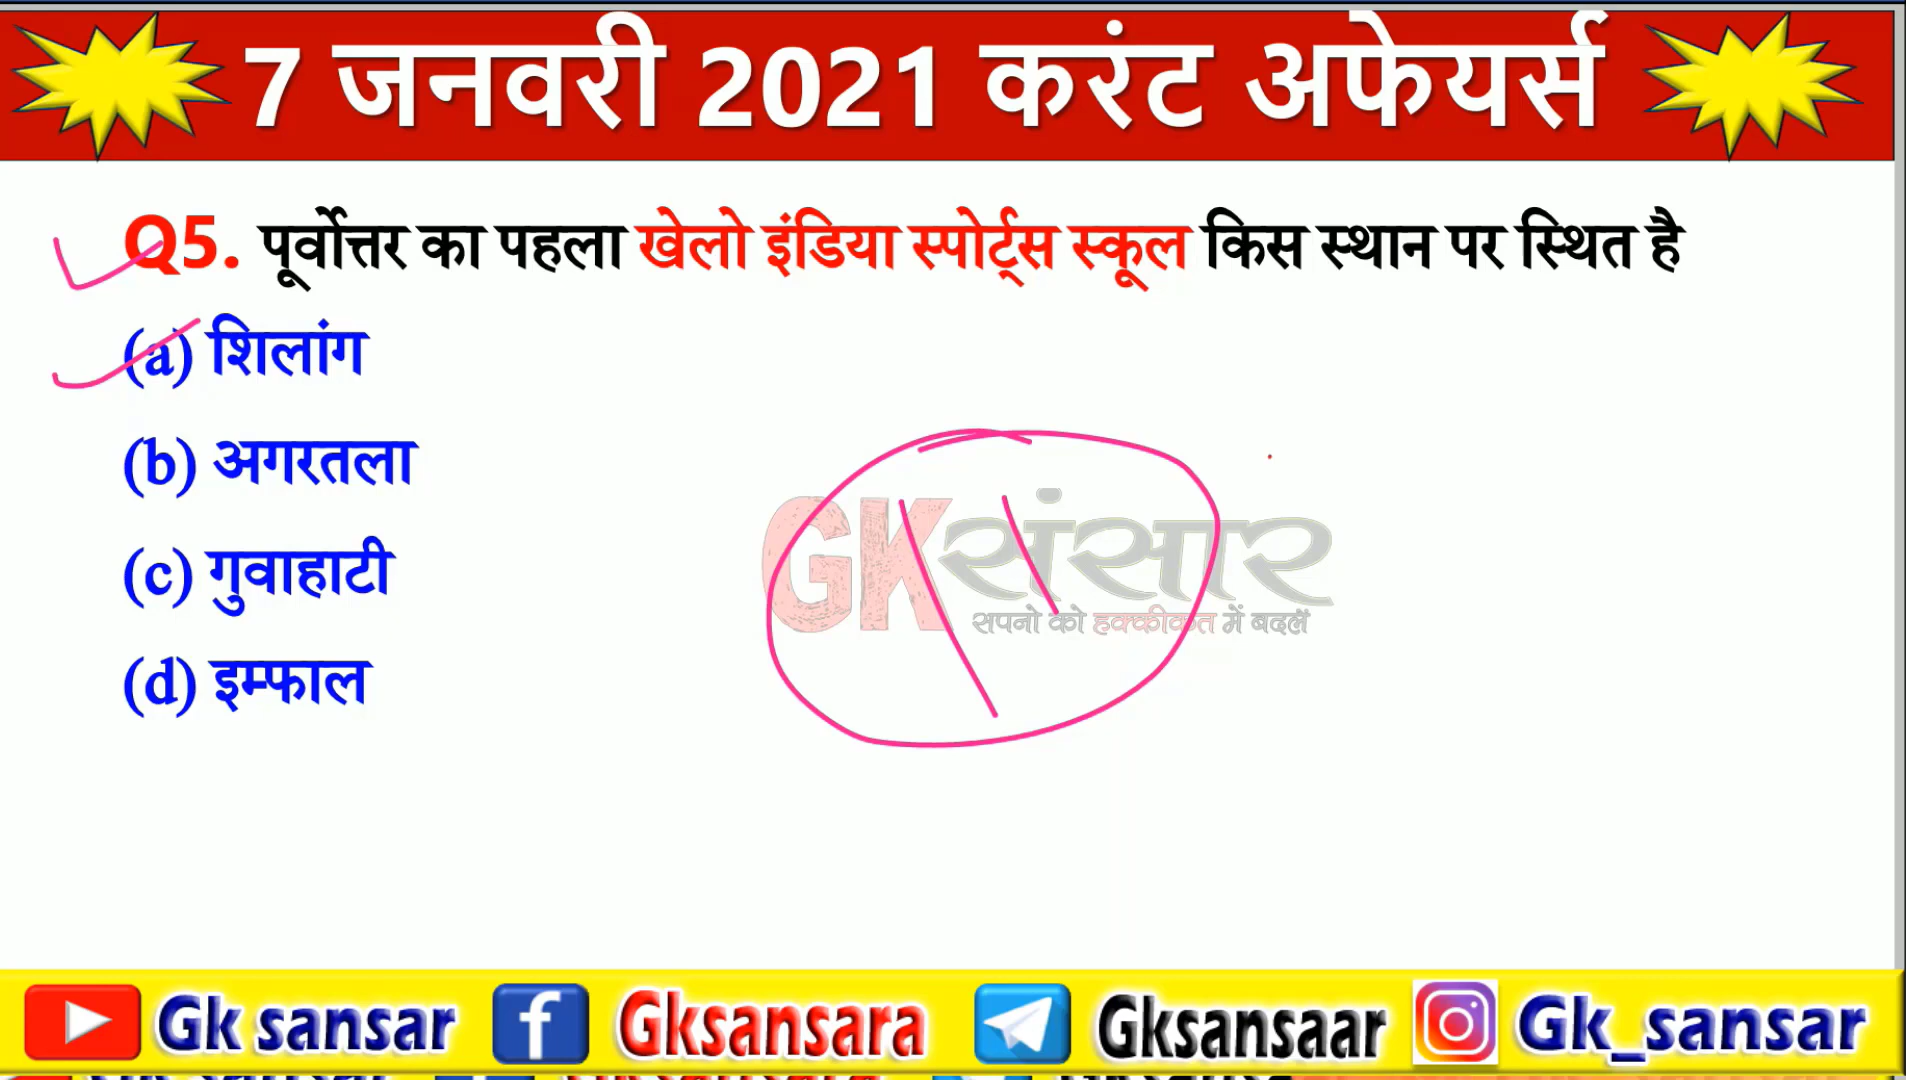 7 जनवरी 2021 करंट अफेयर्स
Q5. पूर्वोत्तर का पहला खेलो इंडिया स्पोर्ट्स स्कूल किस स्थान पर स्थित है
(a) शिलांग
(b) अगरतला
(c) गुवाहाटी
(d) इम्फाल
GK संसार
सपनो को हक्कीकत में बदलें
Gk sansar Gksansara Gksansaar Gk_sansar